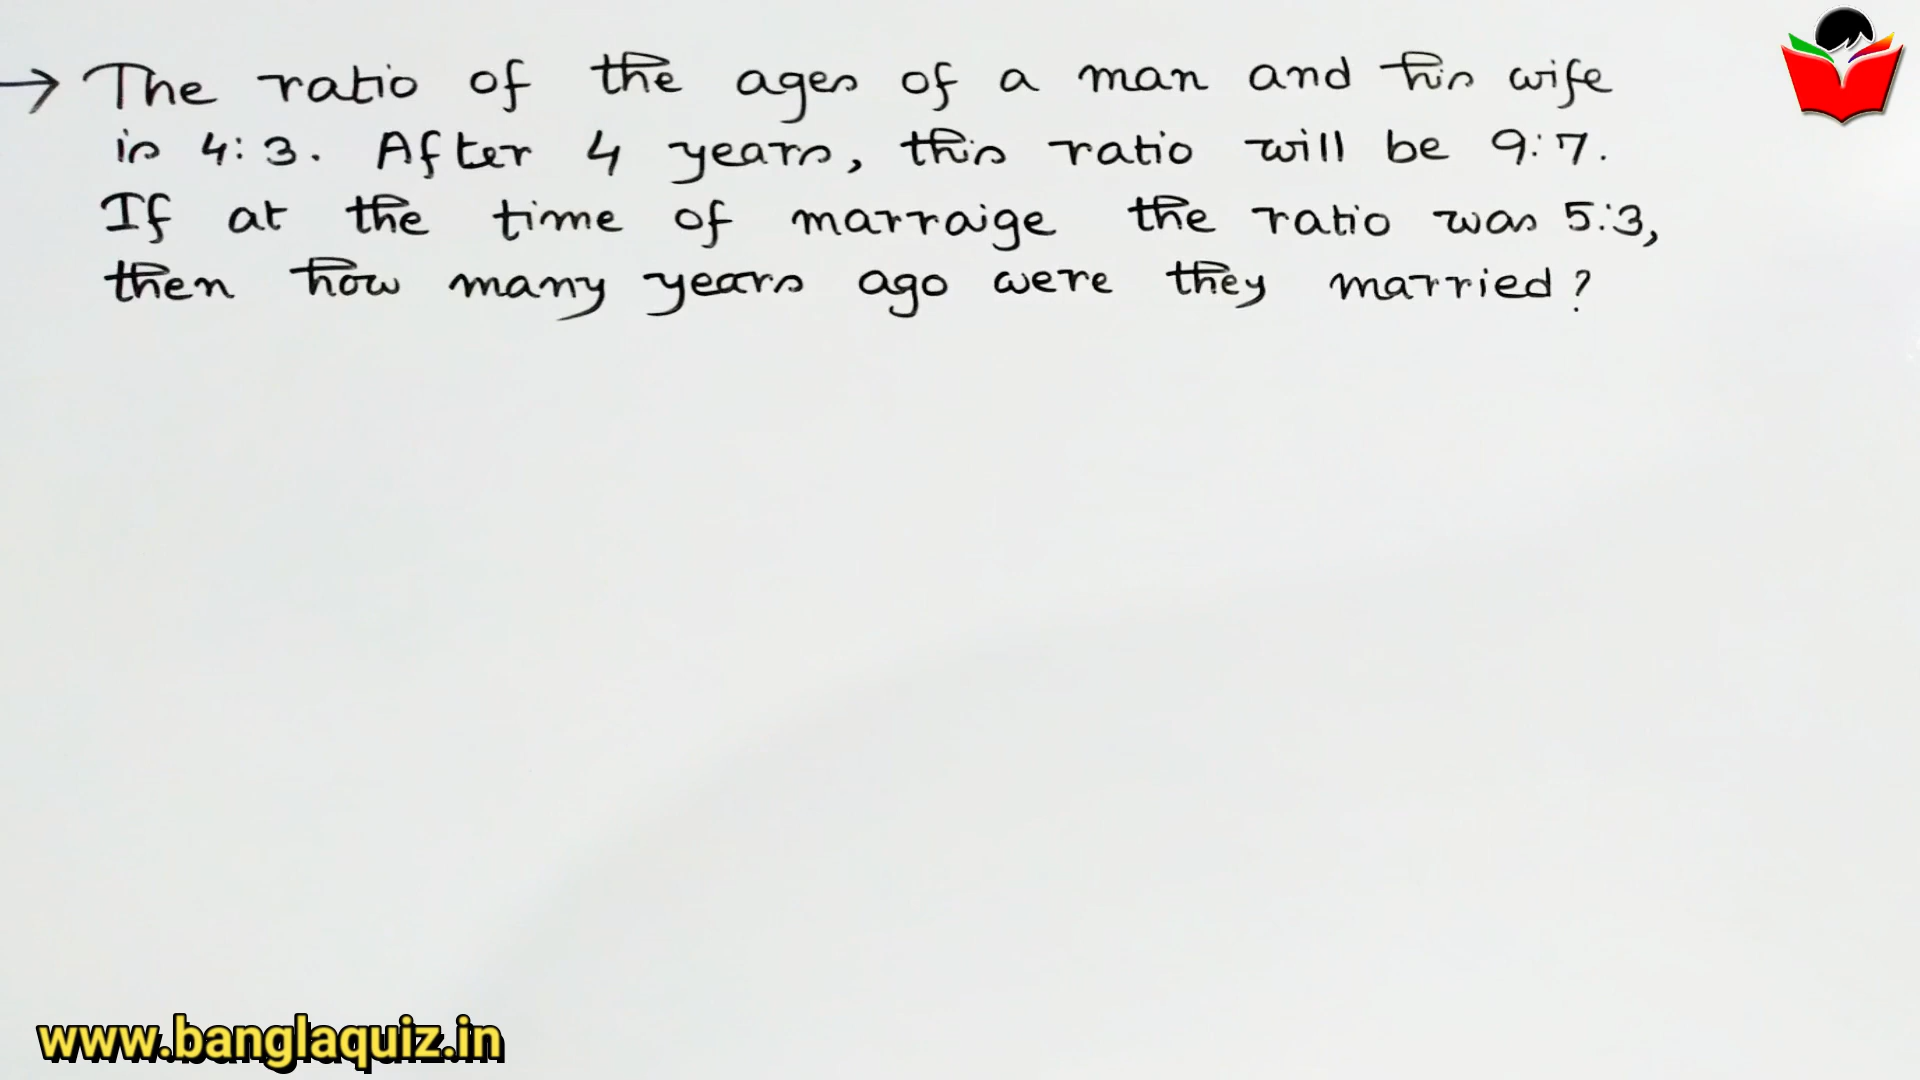 → The ratio of the ages of a man and his wife
is 4:3. After 4 years, this ratio will be 9:7.
If at the time of marraige the ratio was 5:3,
then how many years ago were they married?
www.banglaquiz.in